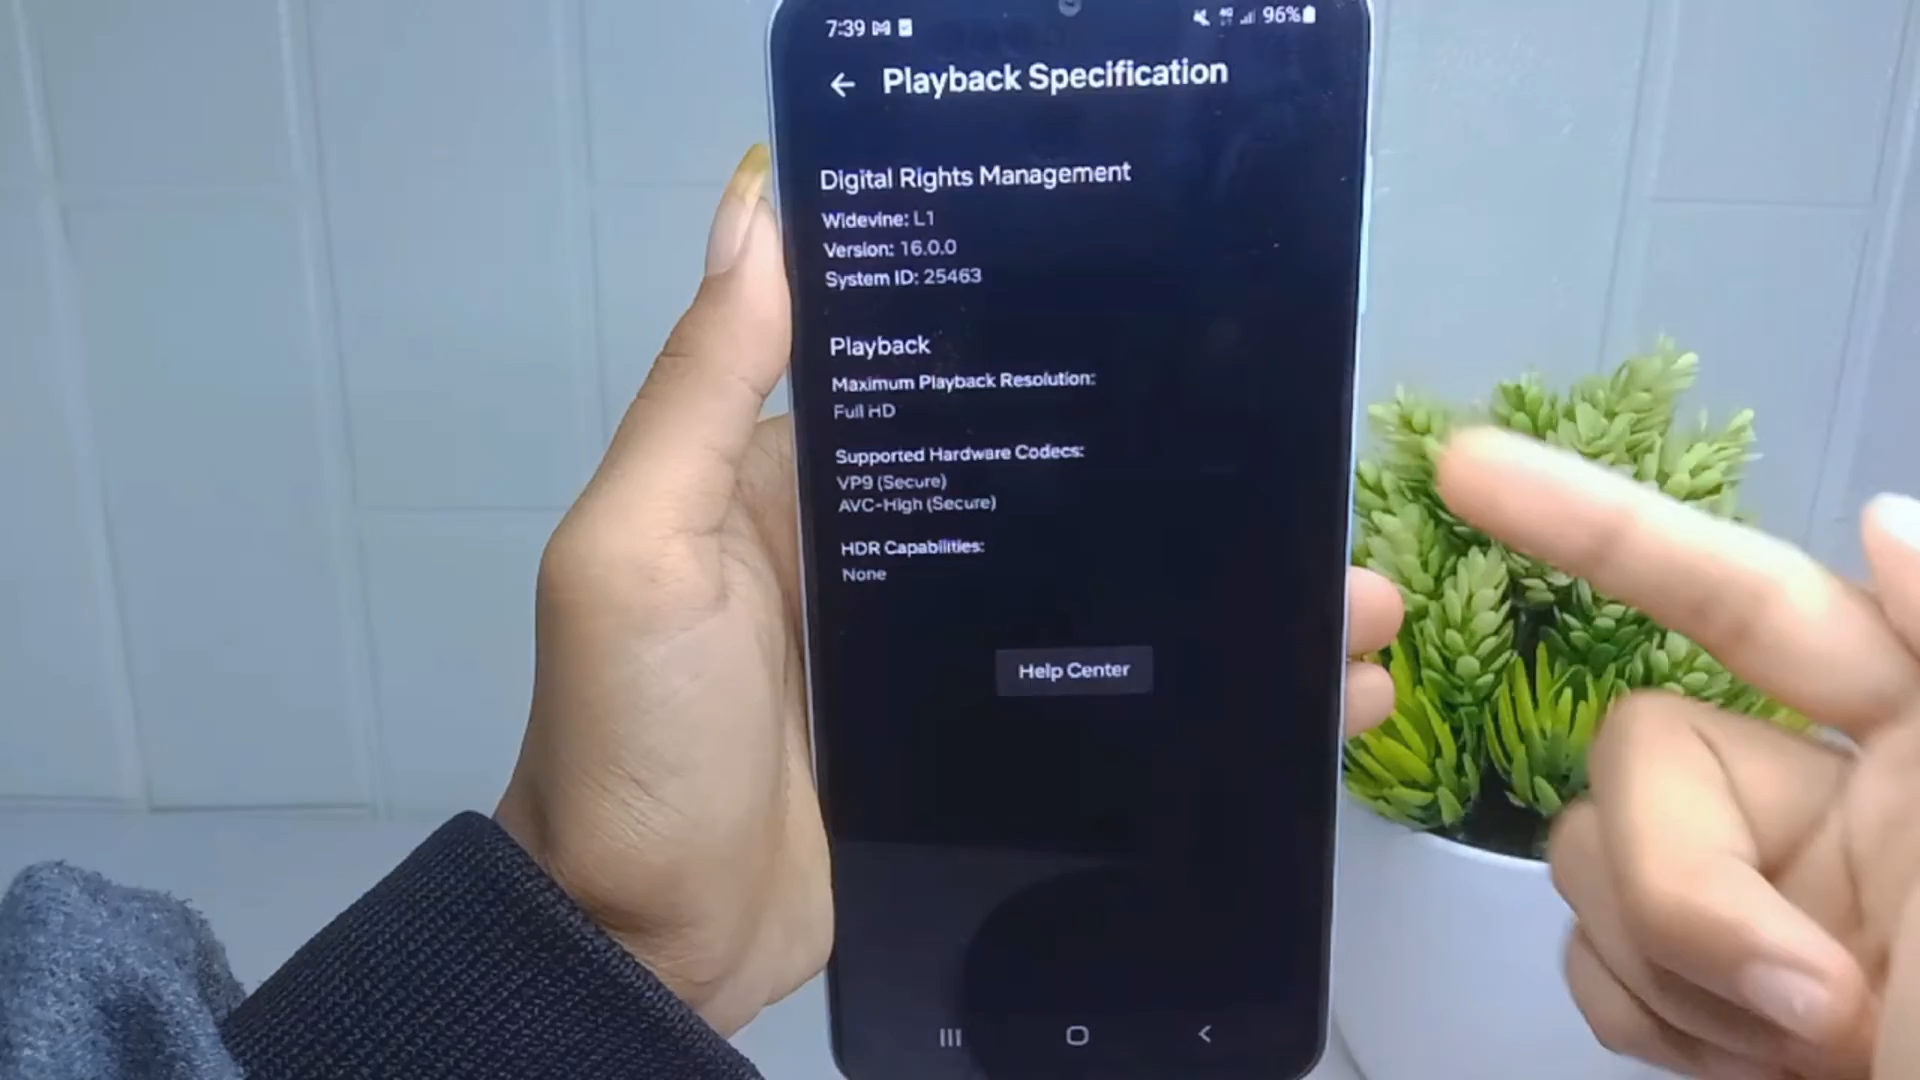 7:39 96%
Playback Specification
Digital Rights Management
Widevine: L1
Version: 16.0.0
System ID: 25463
Playback
Maximum Playback Resolution:
Full HD
Supported Hardware Codecs:
VP9 (Secure)
AVC-High (Secure)
HDR Capabilities:
None
Help Center